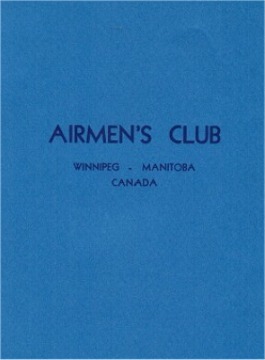 AIRMEN'S CLUB
WINNIPEG - MANITOBA
CANADA